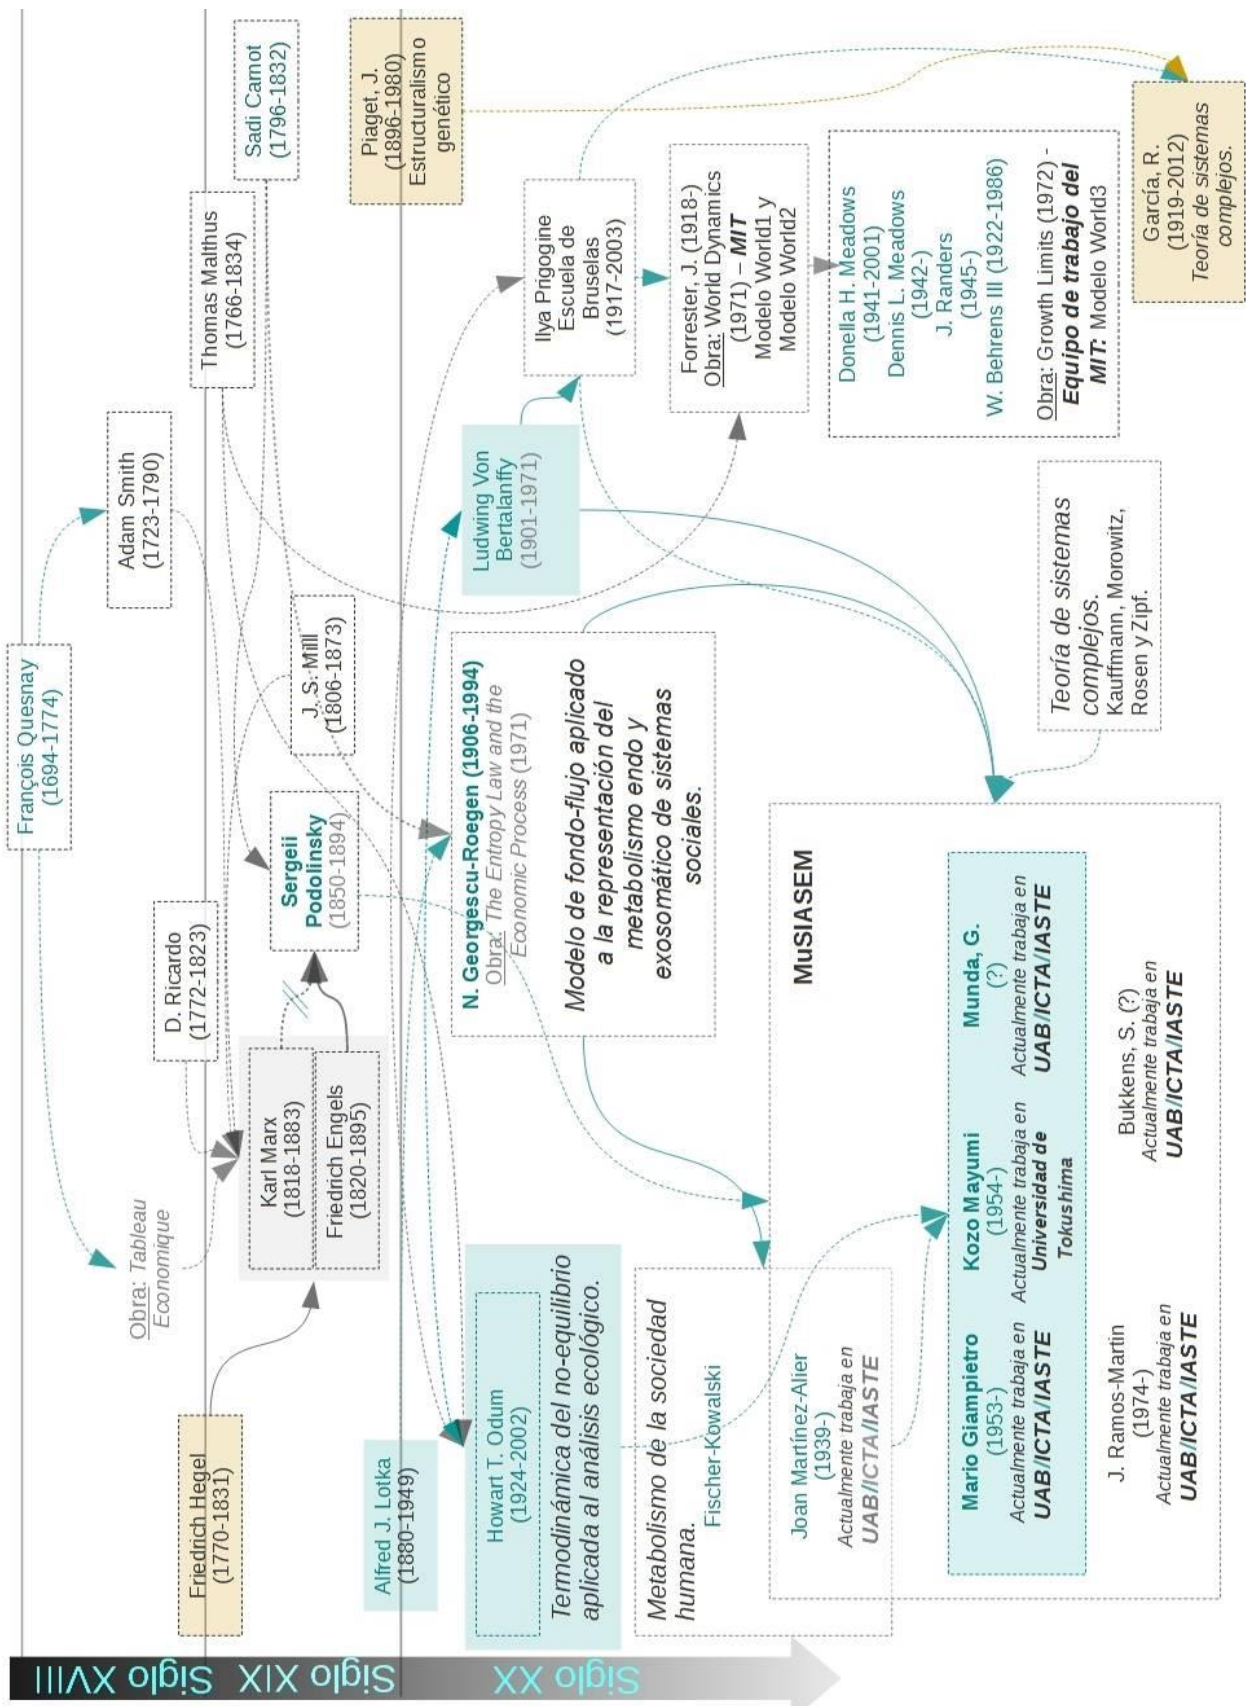 Siglo XVIII
Siglo XIX
Siglo XX
François Quesnay
(1694-1774)
Adam Smith
(1723-1790)
Obra: Tableau
Economique
D. Ricardo
(1772-1823)
Thomas Malthus
(1766-1834)
Sadi Carnot
(1796-1832)
Friedrich Hegel
(1770-1831)
Karl Marx
(1818-1883)
Friedrich Engels
(1820-1895)
Sergeii
Podolinsky
(1850-1894)
J. S. Milll
(1806-1873)
Piaget, J.
(1896-1980)
Estructuralismo
genético
Alfred J. Lotka
(1880-1949)
Howart T. Odum
(1924-2002)
Termodinámica del no-equilibrio
aplicada al análisis ecológico.
N. Georgescu-Roegen (1906-1994)
Obra: The Entropy Law and the
Economic Process (1971)
Modelo de fondo-flujo aplicado
a la representación del
metabolismo endo y
exosomático de sistemas
sociales.
Ludwing Von
Bertalanffy
(1901-1971)
Ilya Prigogine
Escuela de
Bruselas
(1917-2003)
Forrester, J. (1918-)
Obra: World Dynamics
(1971) – MIT
Modelo World1 y
Modelo World2
Donella H. Meadows
(1941-2001)
Dennis L. Meadows
(1942-)
J. Randers
(1945-)
W. Behrens III (1922-1986)
Obra: Growth Limits (1972) -
Equipo de trabajo del
MIT: Modelo World3
García, R.
(1919-2012)
Teoría de sistemas
complejos.
Metabolismo de la sociedad
humana.
Fischer-Kowalski
Joan Martínez-Alier
(1939-)
Actualmente trabaja en
UAB/ICTA/IASTE
MuSIASEM
Teoría de sistemas
complejos.
Kauffmann, Morowitz,
Rosen y Zipf.
Mario Giampietro
(1953-)
Actualmente trabaja en
UAB/ICTA/IASTE
Kozo Mayumi
(1954-)
Actualmente trabaja en
Universidad de
Tokushima
Munda, G.
(?)
Actualmente trabaja en
UAB/ICTA/IASTE
J. Ramos-Martin
(1974-)
Actualmente trabaja en
UAB/ICTA/IASTE
Bukkens, S. (?)
Actualmente trabaja en
UAB/ICTA/IASTE